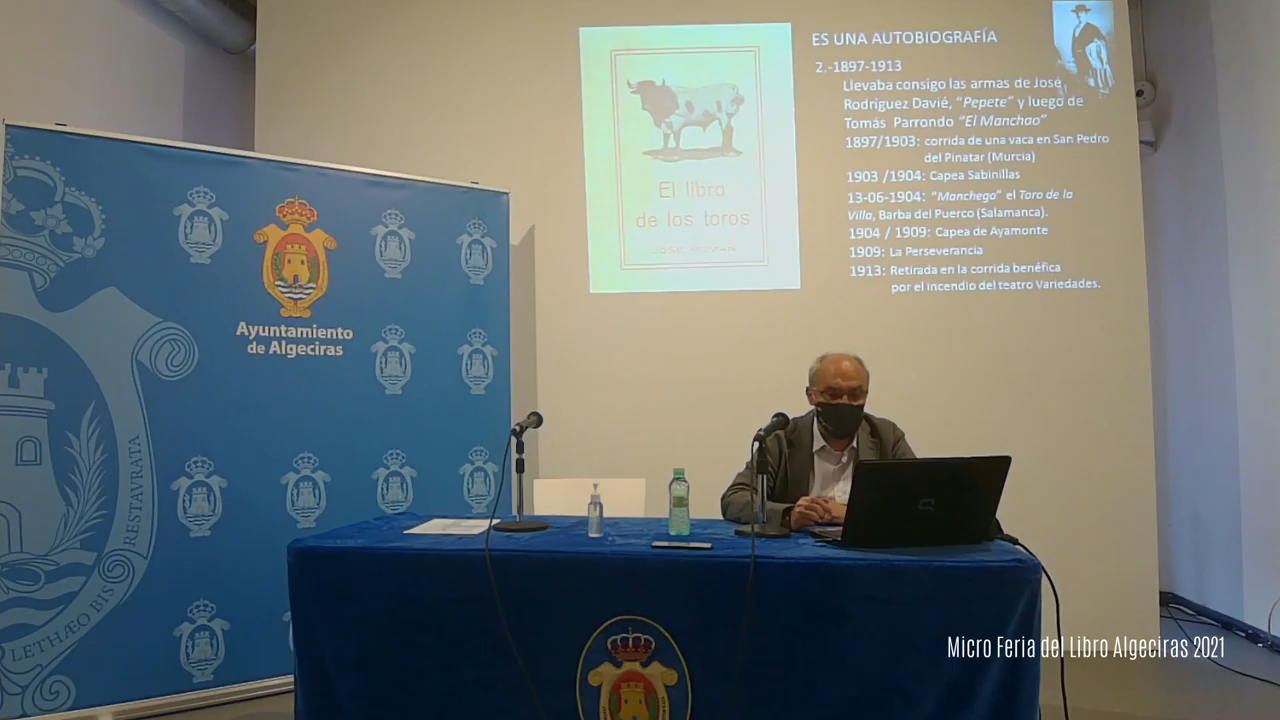 ES UNA AUTOBIOGRAFÍA
2.-1897-1913
Llevaba consigo las armas de José
Rodríguez Davié, “Pepete” y luego de
Tomás Parrondo “El Manchao”
1897/1903: corrida de una vaca en San Pedro
del Pinatar (Murcia)
1903 /1904: Capea Sabinillas
13-06-1904: “Manchego” el Toro de la
Villa, Barba del Puerco (Salamanca).
1904 / 1909: Capea de Ayamonte
1909: La Perseverancia
1913: Retirada en la corrida benéfica
por el incendio del teatro Variedades.
El libro
de los toros
JOSE ROMAN
Ayuntamiento
de Algeciras
LETHÆO BIS RESTAVRATA
Micro Feria del Libro Algeciras 2021